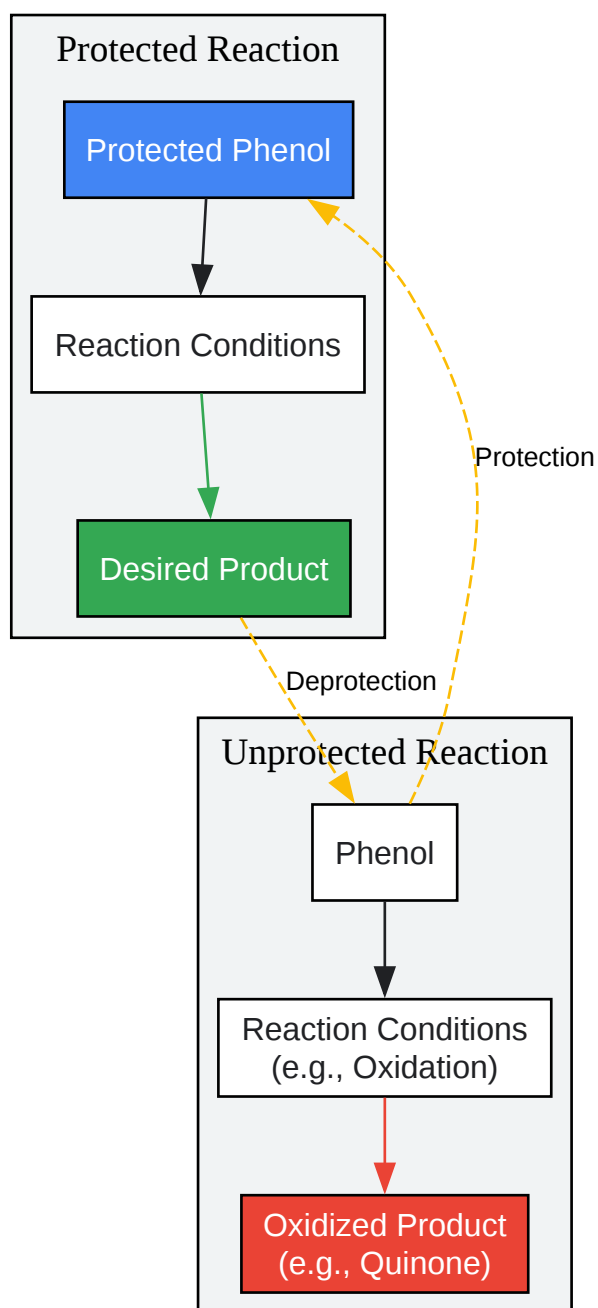 Protected Reaction
Protected Phenol
Reaction Conditions
Protection
Desired Product
Deprotection
Unprotected Reaction
Phenol
Reaction Conditions
(e.g., Oxidation)
Oxidized Product
(e.g., Quinone)